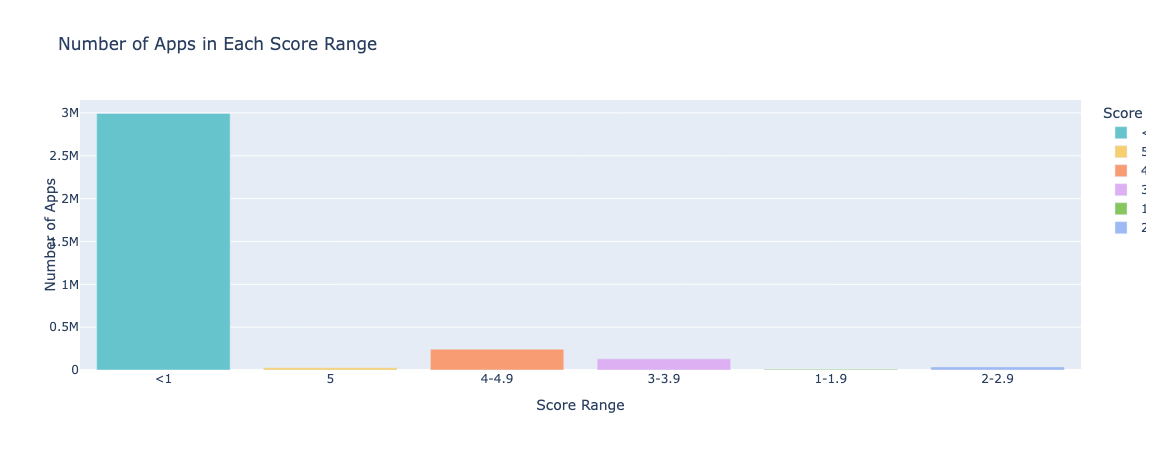 Number of Apps in Each Score Range
Number of Apps
3M
2.5M
2M
1.5M
1M
0.5M
0
<1
5
4-4.9
3-3.9
1-1.9
2-2.9
Score Range
Score
<
5
4
3
1
2